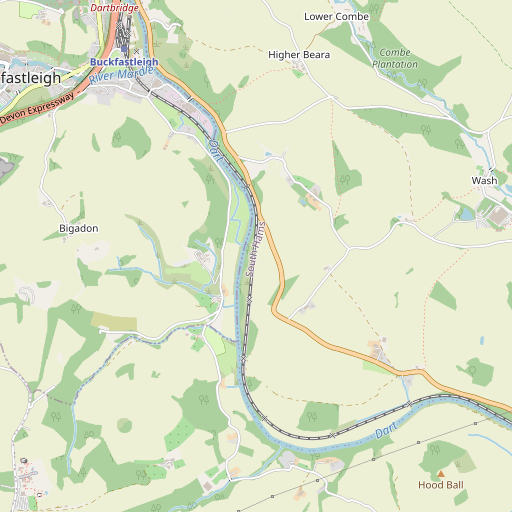 Dartbridge
Lower Combe
Higher Beara
Combe
Plantation
Buckfastleigh
River Mardle
fastleigh
Devon Expressway
Dart
Wash
Bigadon
South Hams
Dart
Hood Ball